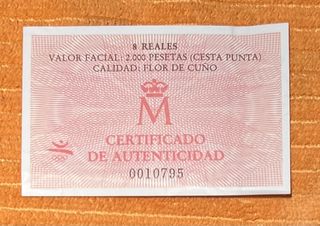 8 REALES
VALOR FACIAL: 2.000 PESETAS (CESTA PUNTA)
CALIDAD: FLOR DE CUÑO
M
CERTIFICADO
DE AUTENTICIDAD
0010795